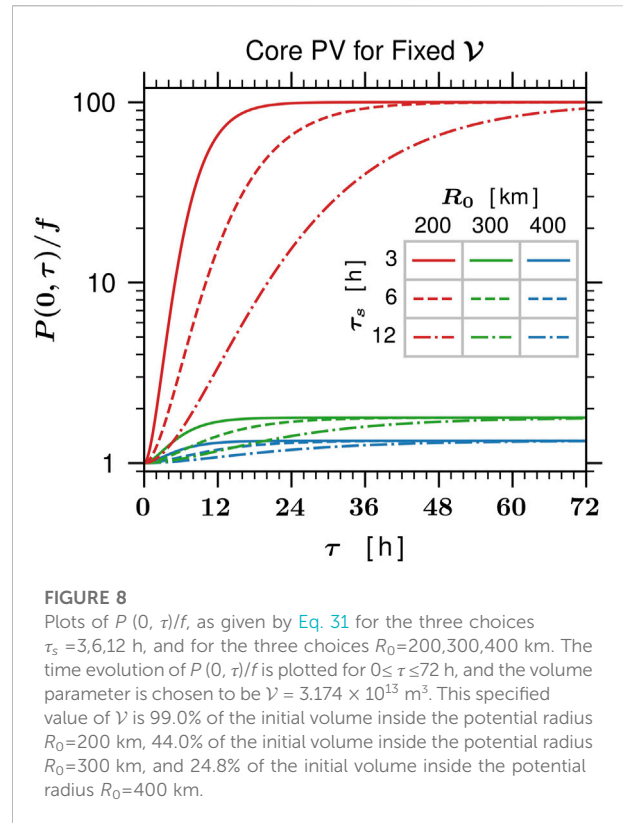 Core PV for Fixed 𝒱
P(0, τ)/f
100
10
1
R₀ [km]
200 300 400
τₛ [h]
3
6
12
0 12 24 36 48 60 72
τ [h]
FIGURE 8
Plots of P (0, τ)/f, as given by Eq. 31 for the three choices
τₛ =3,6,12 h, and for the three choices R₀=200,300,400 km. The
time evolution of P (0, τ)/f is plotted for 0≤ τ ≤72 h, and the volume
parameter is chosen to be 𝒱 = 3.174 × 10¹³ m³. This specified
value of 𝒱 is 99.0% of the initial volume inside the potential radius
R₀=200 km, 44.0% of the initial volume inside the potential radius
R₀=300 km, and 24.8% of the initial volume inside the potential
radius R₀=400 km.